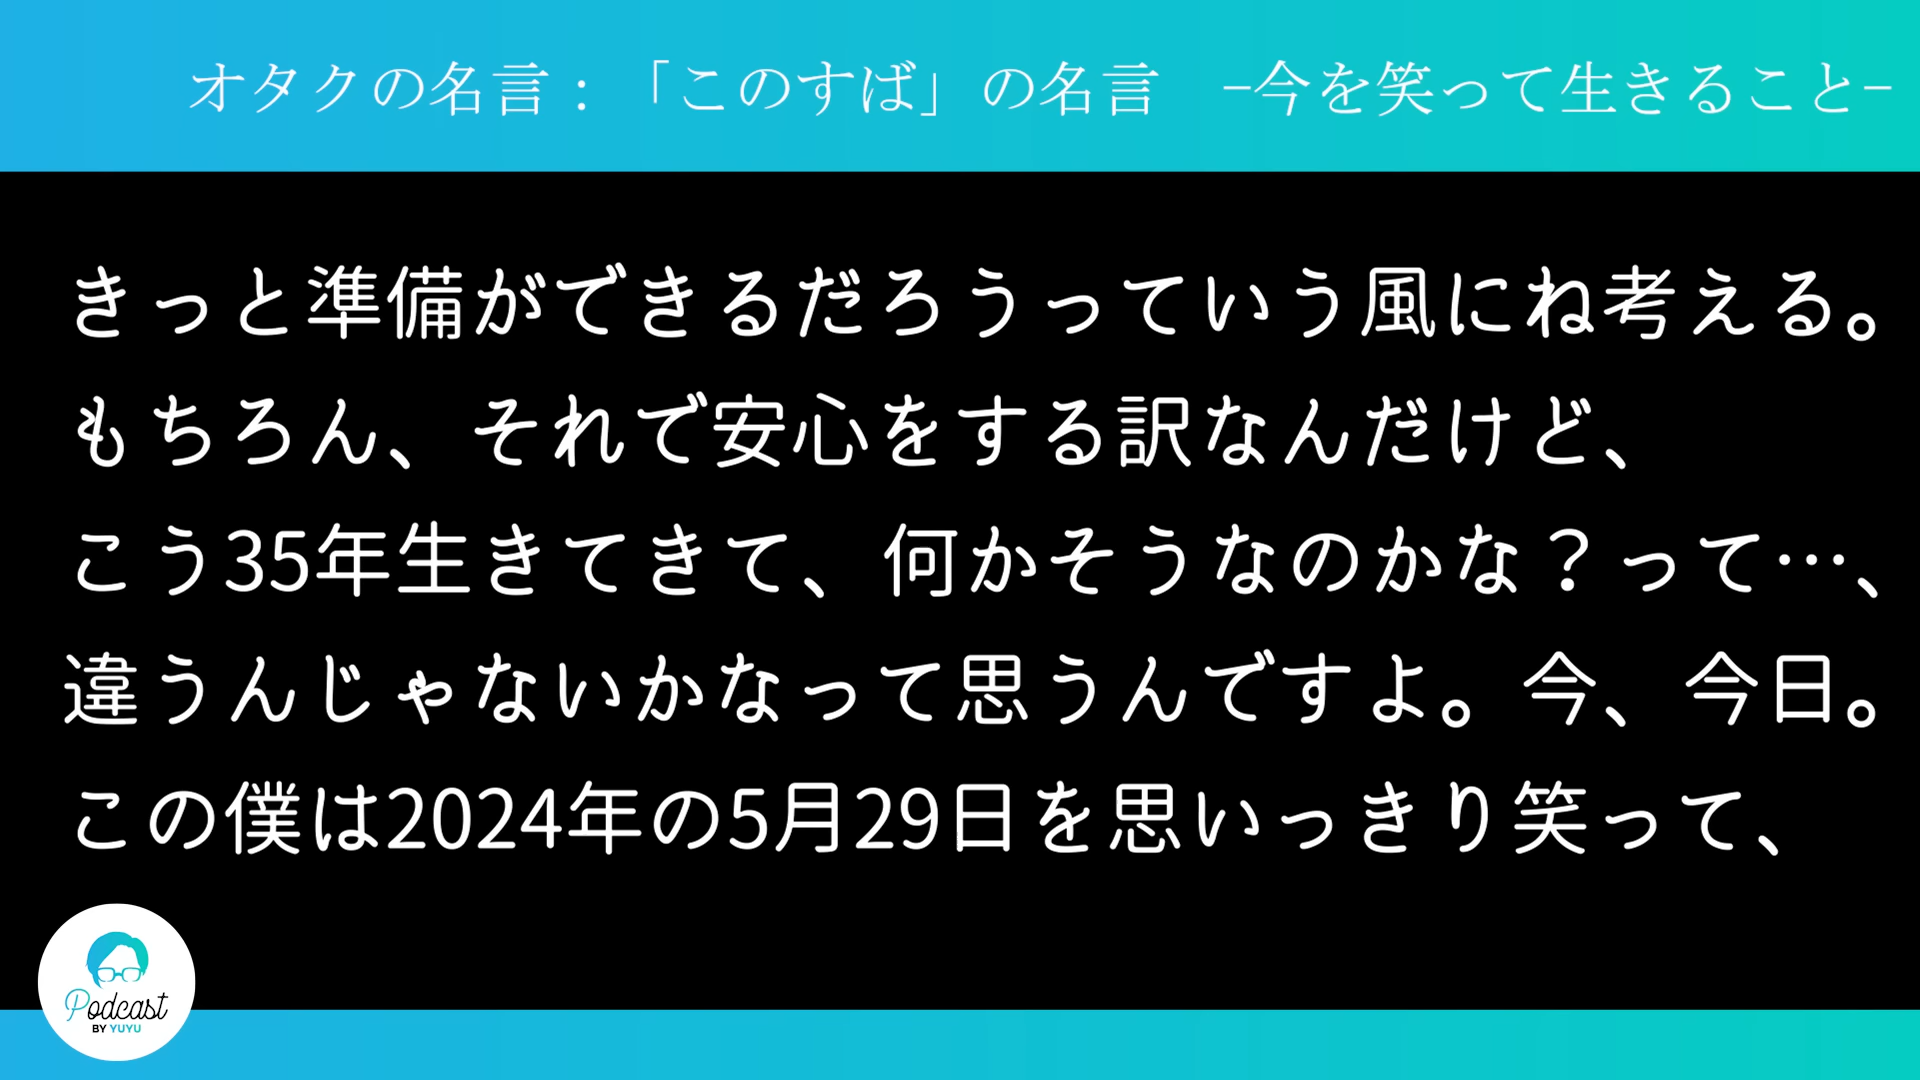 オタクの名言：「このすば」の名言　–今を笑って生きること–
きっと準備ができるだろうっていう風にね考える。
もちろん、それで安心をする訳なんだけど、
こう35年生きてきて、何かそうなのかな？って…、
違うんじゃないかなって思うんですよ。今、今日。
この僕は2024年の5月29日を思いっきり笑って、
Podcast
BY YUYU